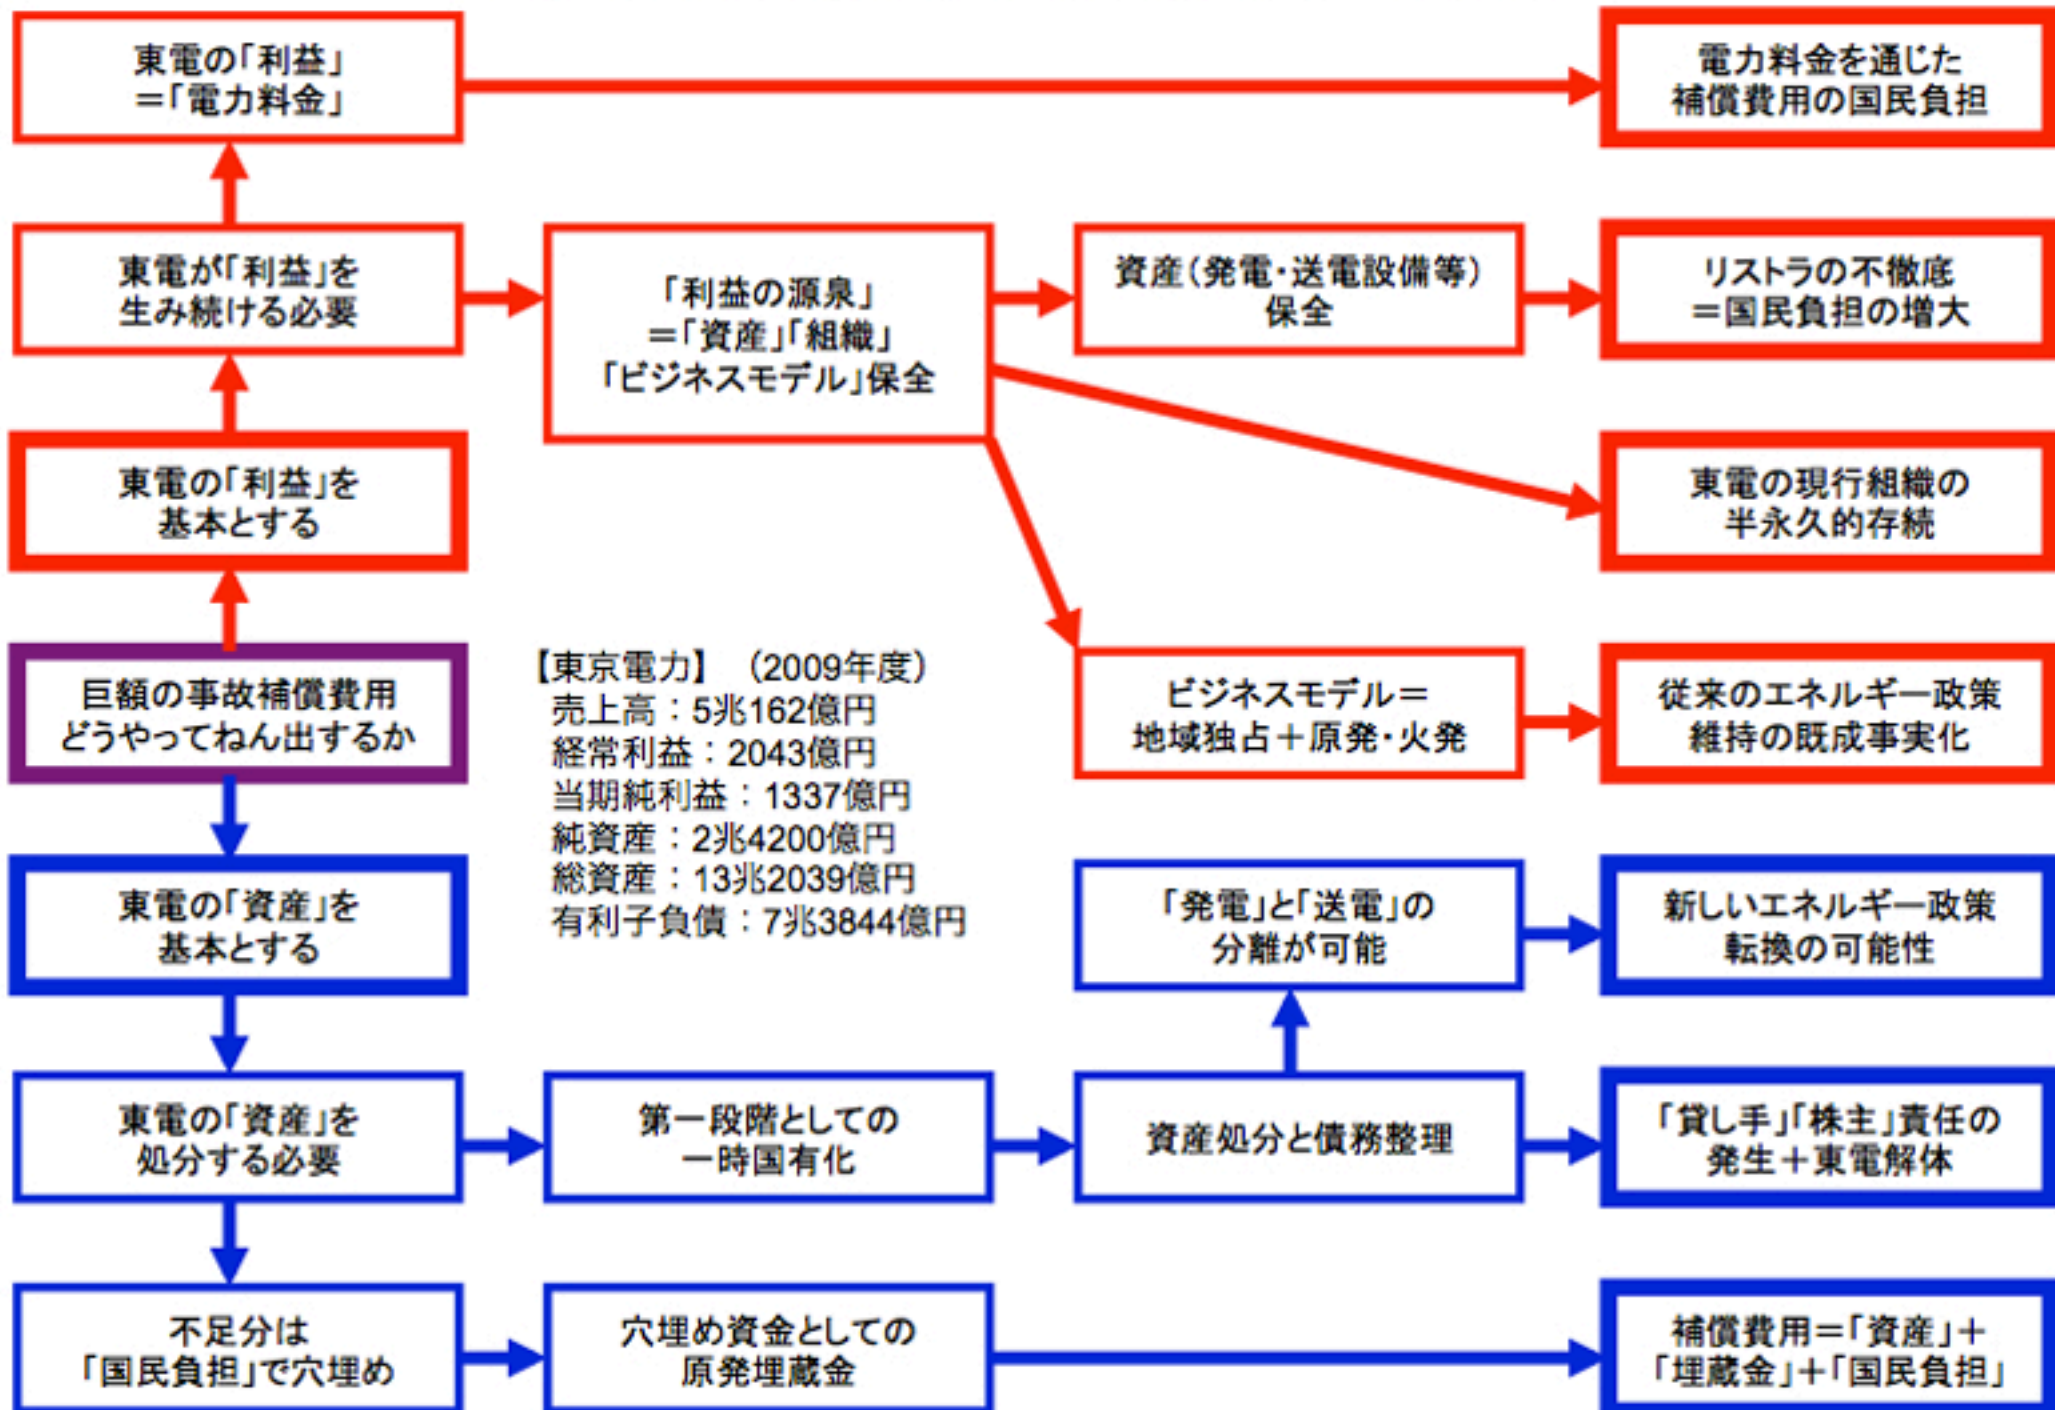 東電の「利益」
＝「電力料金」
電力料金を通じた
補償費用の国民負担
東電が「利益」を
生み続ける必要
「利益の源泉」
＝「資産」「組織」
「ビジネスモデル」保全
資産（発電・送電設備等）
保全
リストラの不徹底
＝国民負担の増大
東電の「利益」を
基本とする
東電の現行組織の
半永久的存続
巨額の事故補償費用
どうやってねん出するか
【東京電力】（2009年度）
売上高：5兆162億円
経常利益：2043億円
当期純利益：1337億円
純資産：2兆4200億円
総資産：13兆2039億円
有利子負債：7兆3844億円
ビジネスモデル＝
地域独占＋原発・火発
従来のエネルギー政策
維持の既成事実化
東電の「資産」を
基本とする
「発電」と「送電」の
分離が可能
新しいエネルギー政策
転換の可能性
東電の「資産」を
処分する必要
第一段階としての
一時国有化
資産処分と債務整理
「貸し手」「株主」責任の
発生＋東電解体
不足分は
「国民負担」で穴埋め
穴埋め資金としての
原発埋蔵金
補償費用＝「資産」＋
「埋蔵金」＋「国民負担」